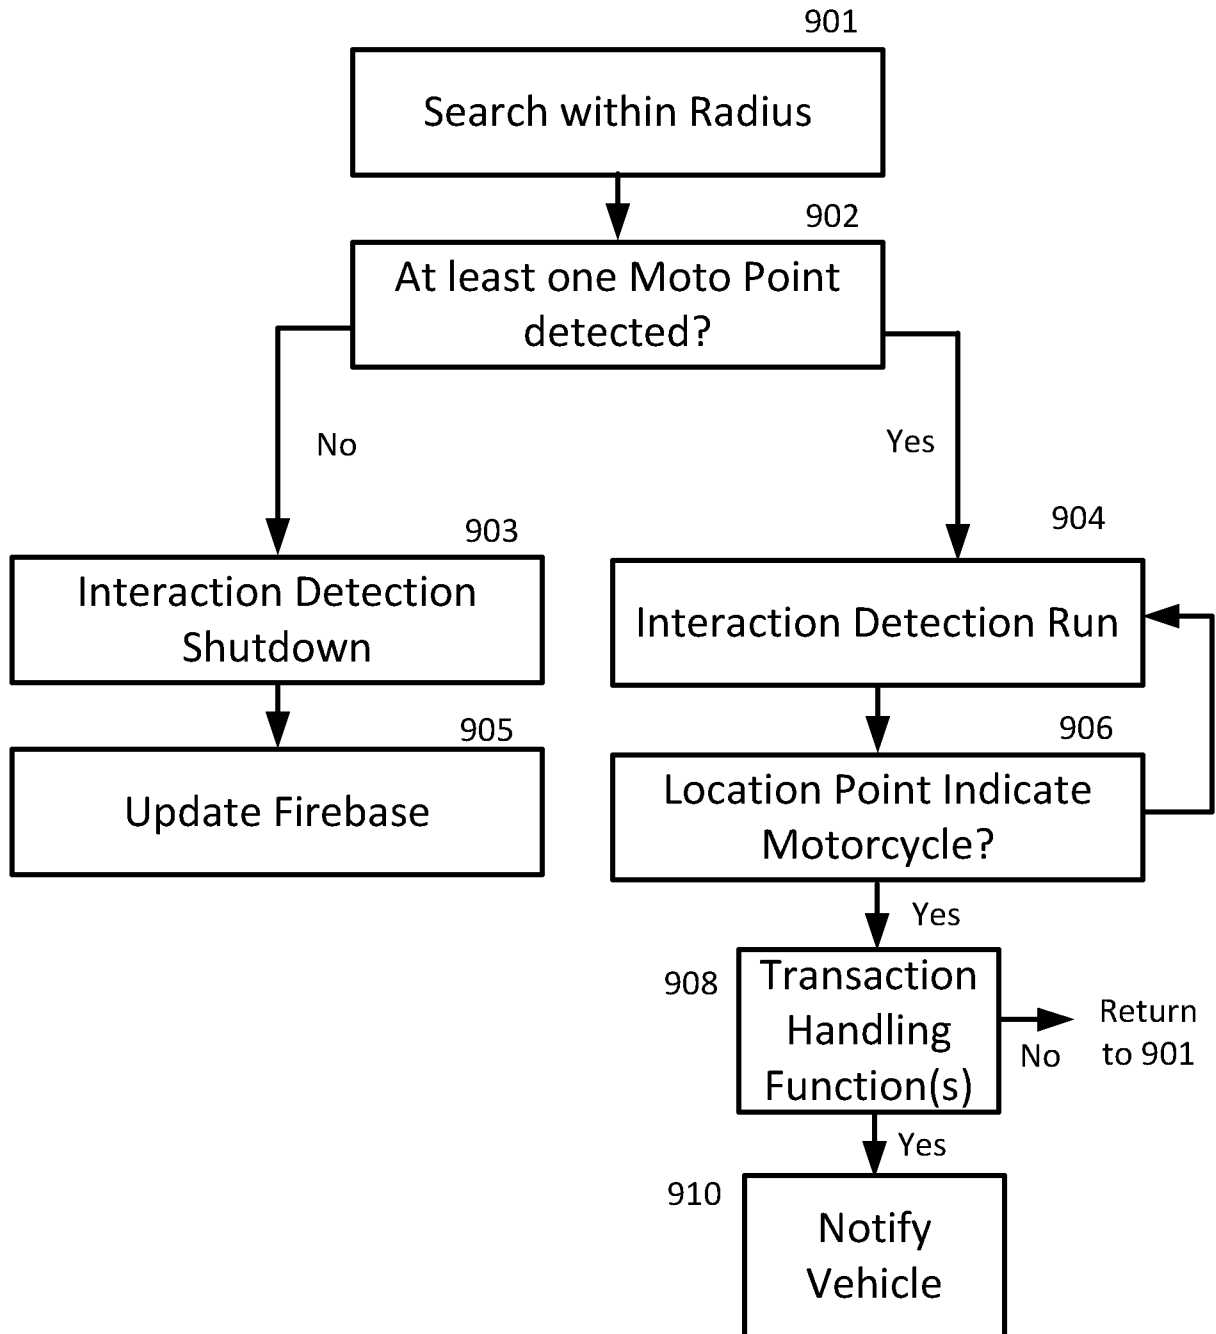 901
Search within Radius
902
At least one Moto Point
detected?
No
Yes
903
904
Interaction Detection
Shutdown
Interaction Detection Run
905
906
Update Firebase
Location Point Indicate
Motorcycle?
Yes
908
Transaction
Handling
Function(s)
No
Return
to 901
Yes
910
Notify
Vehicle